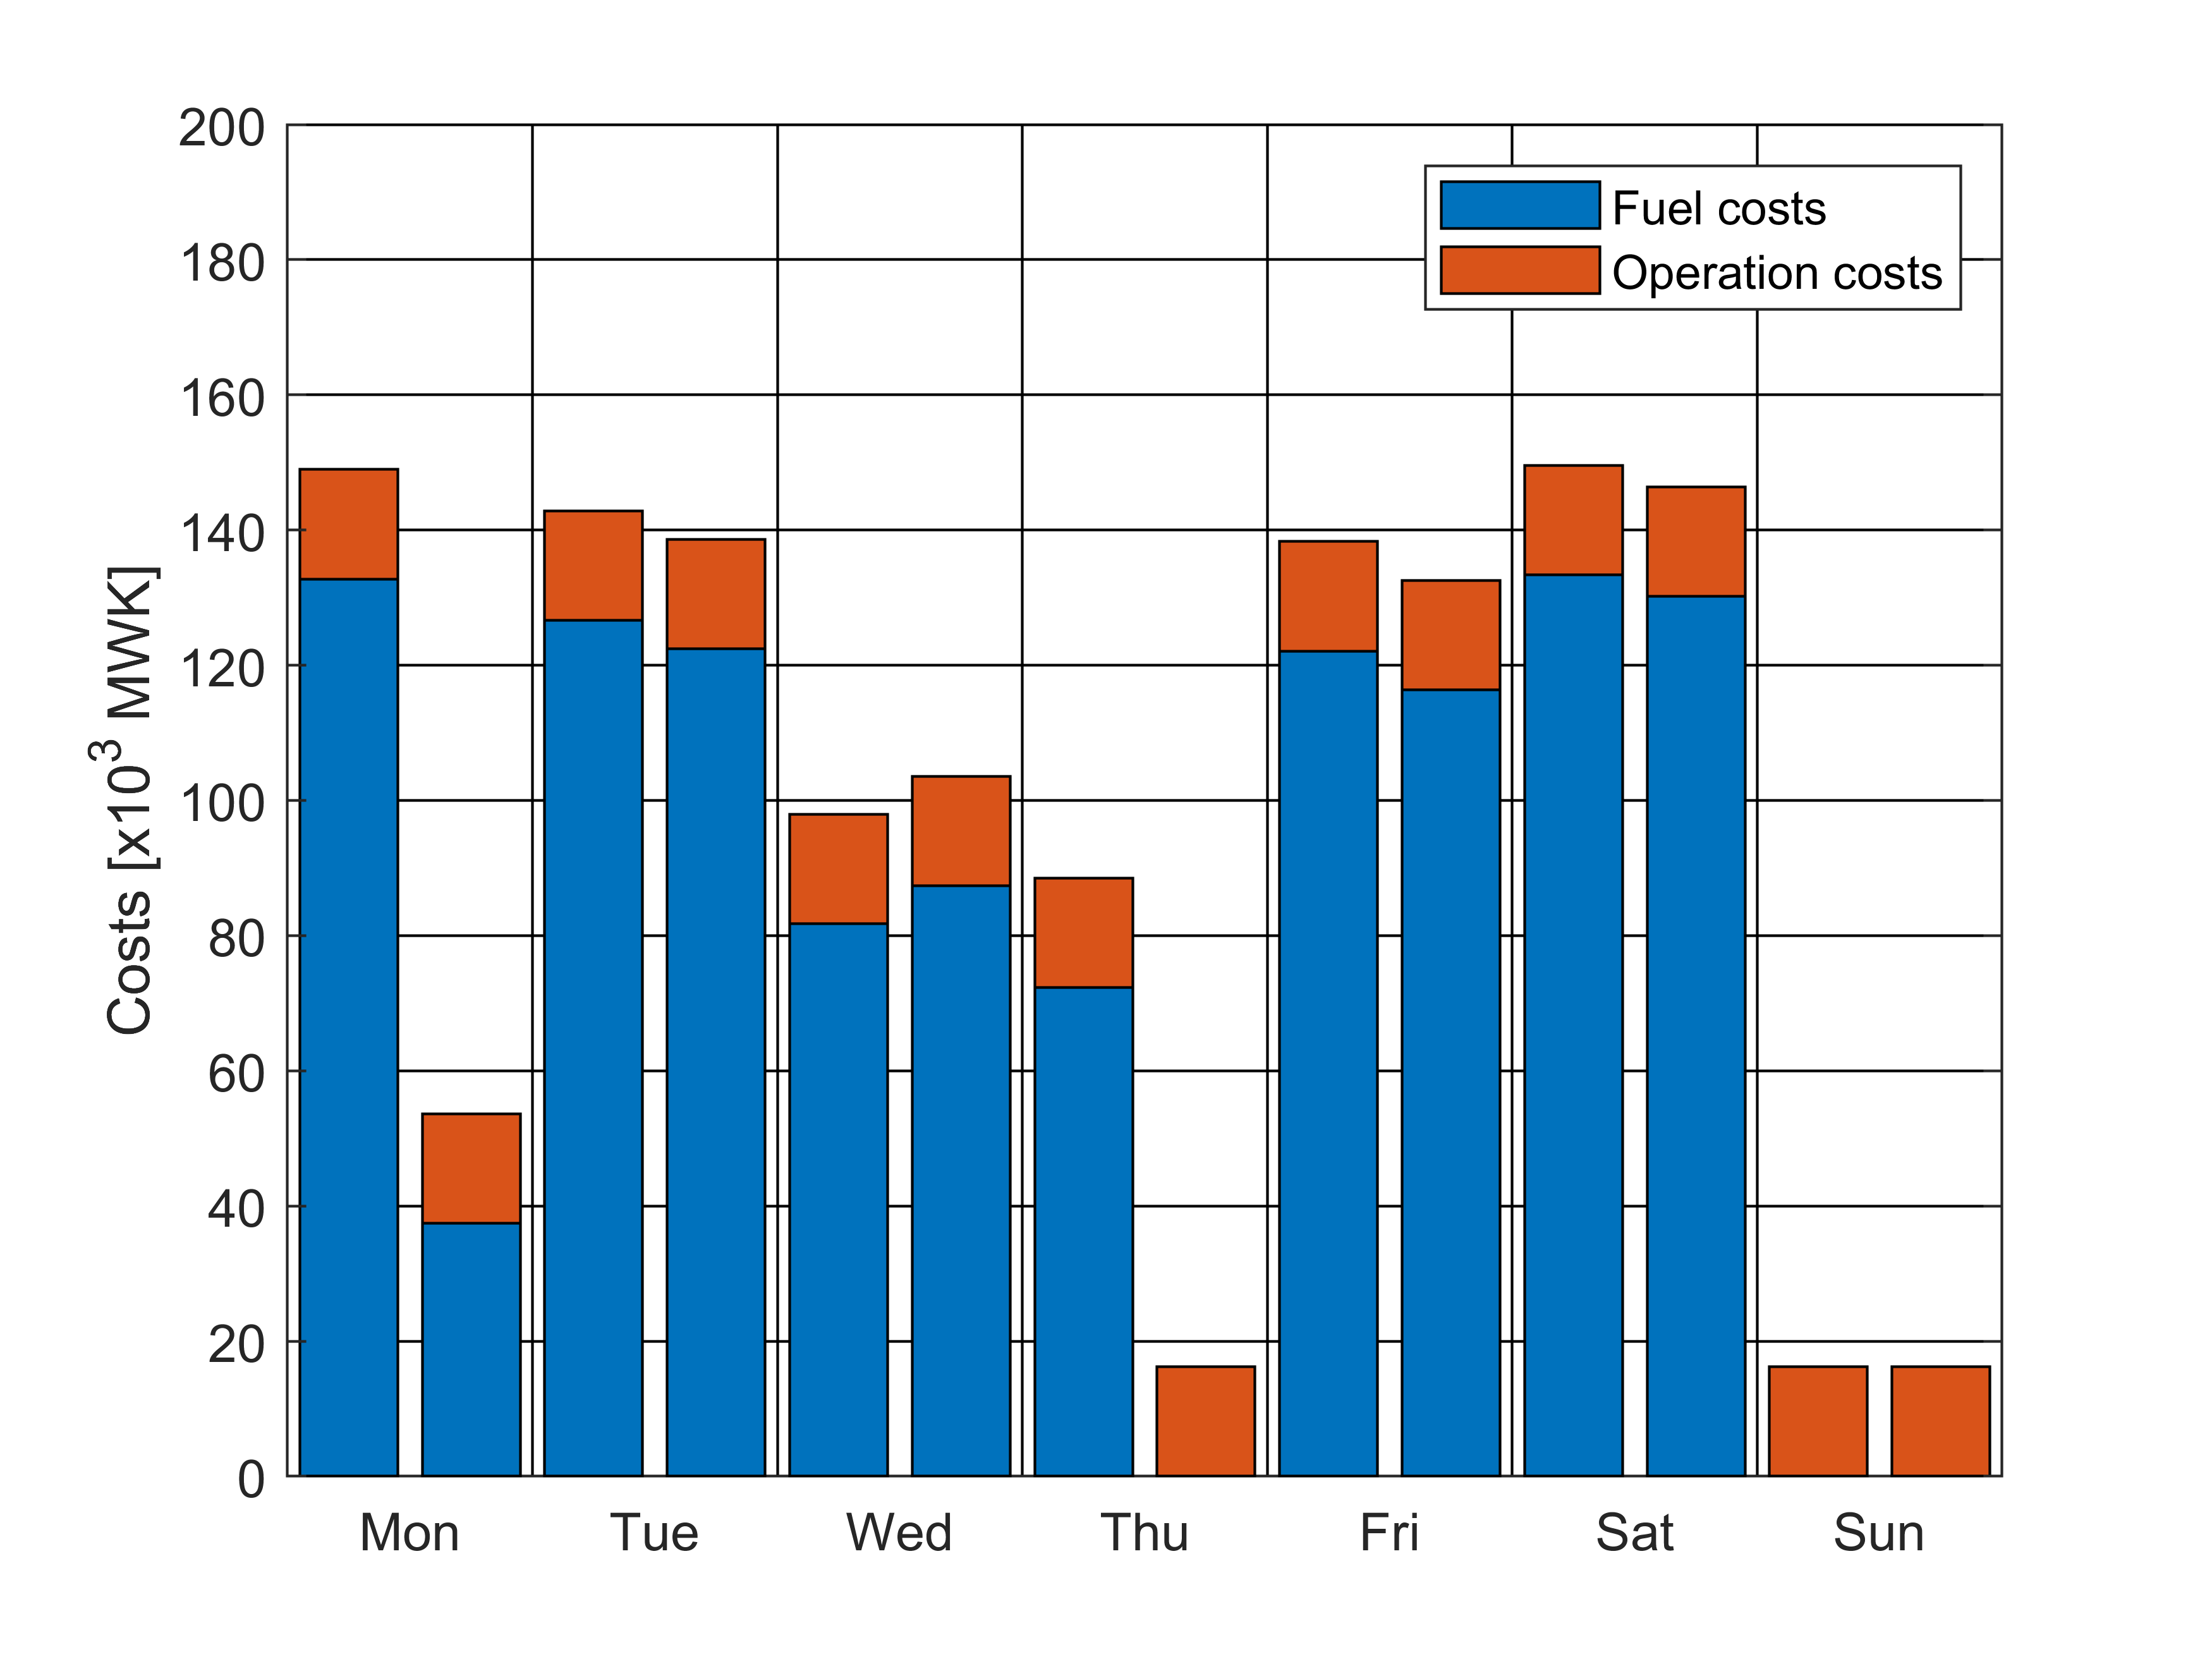 200
180
160
140
120
100
80
60
40
20
0
Costs [x10³ MWK]
Fuel costs
Operation costs
Mon Tue Wed Thu Fri Sat Sun